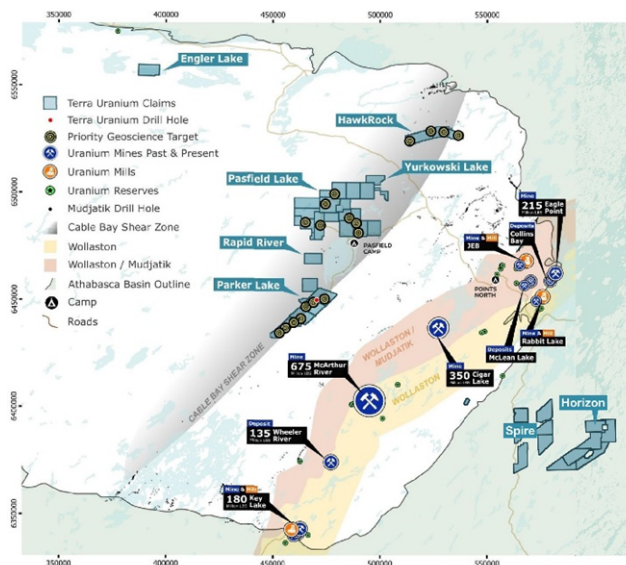 350000 400000 450000 500000 550000
6550000
6500000
6450000
6400000
6350000
Engler Lake
Terra Uranium Claims
Terra Uranium Drill Hole
Priority Geoscience Target
Uranium Mines Past & Present
Uranium Mills
Uranium Reserves
Mudjatik Drill Hole
Cable Bay Shear Zone
Wollaston
Wollaston / Mudjatik
Athabasca Basin Outline
Camp
Roads
HawkRock
Yurkowski Lake
Pasfield Lake
PASFIELD
CAMP
Rapid River
Parker Lake
CABLE BAY SHEAR ZONE
Mine
215 Eagle
Point
Deposits
Collins
Bay
Mine & Mill
JEB
POINTS
NORTH
Mine & Mill
Rabbit Lake
Deposits
McLean Lake
WOLLASTON /
MUDJATIK
WOLLASTON
Mine
675 McArthur
River
Mine
350 Cigar
Lake
Deposit
135 Wheeler
River
Mine & Mill
180 Key
Lake
Spire
Horizon
350000 400000 450000 500000 550000